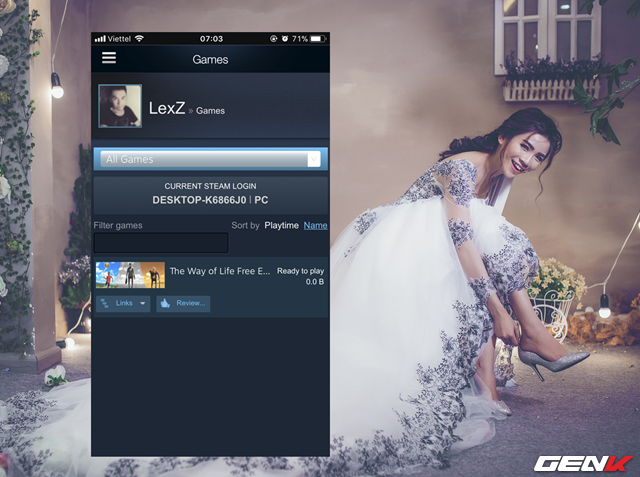 Viettel 07:03 71%
Games
LexZ » Games
All Games
CURRENT STEAM LOGIN
DESKTOP-K6866J0 | PC
Filter games Sort by Playtime Name
The Way of Life Free E... Ready to play
0.0 B
Links Review...
GENK